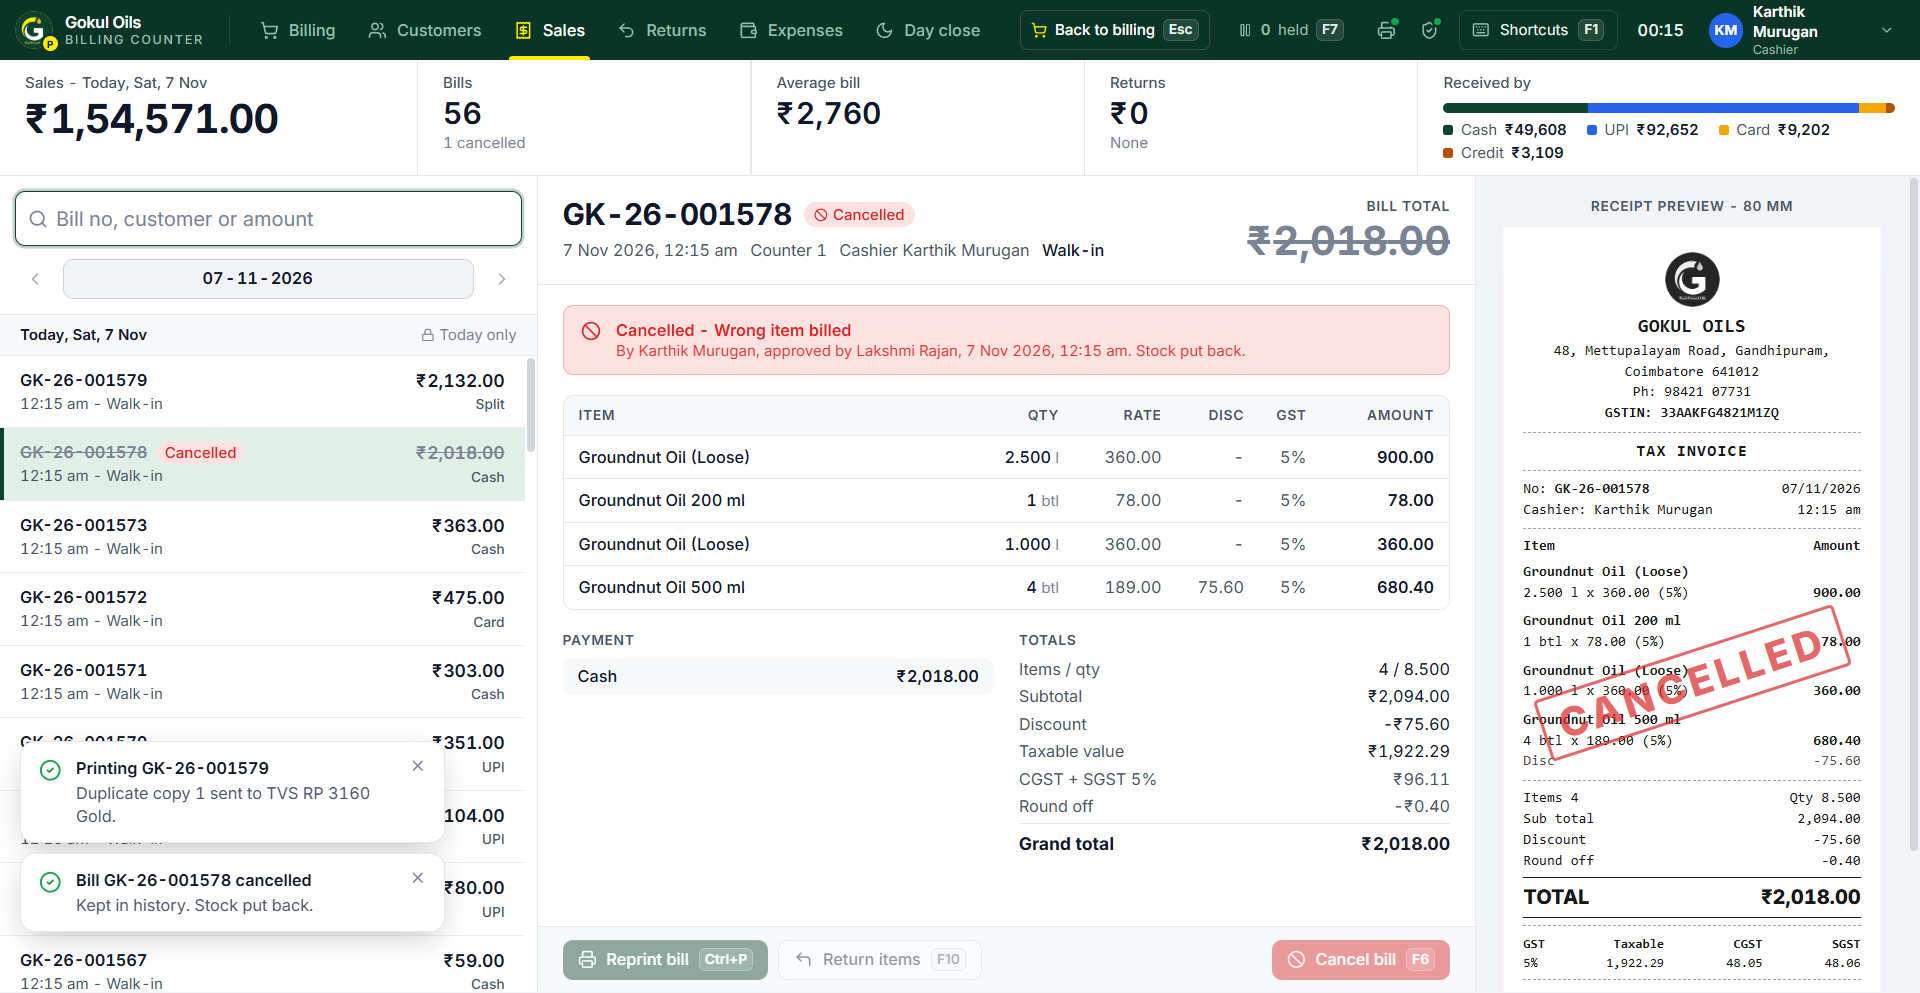 Gokul Oils
BILLING COUNTER
Billing
Customers
Sales
Returns
Expenses
Day close
Back to billing Esc
0 held F7
Shortcuts F1
00:15
KM
Karthik Murugan
Cashier
Sales - Today, Sat, 7 Nov
₹1,54,571.00
Bills
56
1 cancelled
Average bill
₹2,760
Returns
₹0
None
Received by
Cash ₹49,608 UPI ₹92,652 Card ₹9,202
Credit ₹3,109
Bill no, customer or amount
07-11-2026
Today, Sat, 7 Nov Today only
GK-26-001579 ₹2,132.00
12:15 am - Walk-in Split
GK-26-001578 Cancelled ₹2,018.00
12:15 am - Walk-in Cash
GK-26-001573 ₹363.00
12:15 am - Walk-in Cash
GK-26-001572 ₹475.00
12:15 am - Walk-in Card
GK-26-001571 ₹303.00
12:15 am - Walk-in Cash
₹351.00
UPI
104.00
UPI
₹80.00
UPI
GK-26-001567 ₹59.00
12:15 am - Walk-in Cash
Printing GK-26-001579
Duplicate copy 1 sent to TVS RP 3160
Gold.
Bill GK-26-001578 cancelled
Kept in history. Stock put back.
GK-26-001578 Cancelled
7 Nov 2026, 12:15 am Counter 1 Cashier Karthik Murugan Walk-in
BILL TOTAL
₹2,018.00
Cancelled - Wrong item billed
By Karthik Murugan, approved by Lakshmi Rajan, 7 Nov 2026, 12:15 am. Stock put back.
ITEM QTY RATE DISC GST AMOUNT
Groundnut Oil (Loose) 2.500 l 360.00 - 5% 900.00
Groundnut Oil 200 ml 1 btl 78.00 - 5% 78.00
Groundnut Oil (Loose) 1.000 l 360.00 - 5% 360.00
Groundnut Oil 500 ml 4 btl 189.00 75.60 5% 680.40
PAYMENT
Cash ₹2,018.00
TOTALS
Items / qty 4 / 8.500
Subtotal ₹2,094.00
Discount -₹75.60
Taxable value ₹1,922.29
CGST + SGST 5% ₹96.11
Round off -₹0.40
Grand total ₹2,018.00
Reprint bill Ctrl+P
Return items F10
Cancel bill F6
RECEIPT PREVIEW - 80 MM
GOKUL OILS
48, Mettupalayam Road, Gandhipuram,
Coimbatore 641012
Ph: 98421 07731
GSTIN: 33AAKFG4821M1ZQ
TAX INVOICE
No: GK-26-001578 07/11/2026
Cashier: Karthik Murugan 12:15 am
Item Amount
Groundnut Oil (Loose)
2.500 l x 360.00 (5%) 900.00
Groundnut Oil 200 ml
1 btl x 78.00 (5%) 78.00
Groundnut Oil (Loose)
1.000 l x 360.00 (5%) 360.00
Groundnut Oil 500 ml
4 btl x 189.00 (5%) 680.40
Disc -75.60
CANCELLED
Items 4 Qty 8.500
Sub total 2,094.00
Discount -75.60
Round off -0.40
TOTAL ₹2,018.00
GST Taxable CGST SGST
5% 1,922.29 48.05 48.06